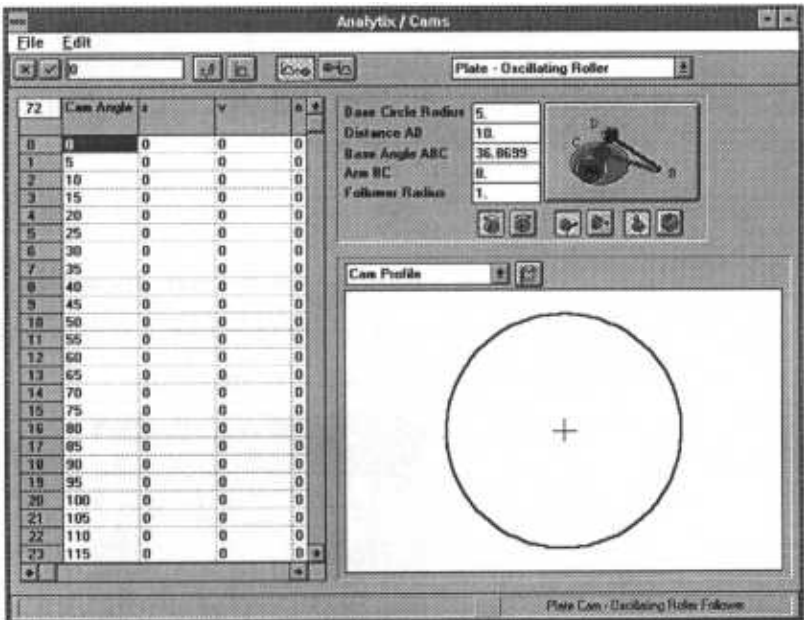 Analytix / Cams
File Edit
0
Plate - Oscillating Roller
72 Cam Angle s v a
0 0 0 0 0
1 5 0 0 0
2 10 0 0 0
3 15 0 0 0
4 20 0 0 0
5 25 0 0 0
6 30 0 0 0
7 35 0 0 0
8 40 0 0 0
9 45 0 0 0
10 50 0 0 0
11 55 0 0 0
12 60 0 0 0
13 65 0 0 0
14 70 0 0 0
15 75 0 0 0
16 80 0 0 0
17 85 0 0 0
18 90 0 0 0
19 95 0 0 0
20 100 0 0 0
21 105 0 0 0
22 110 0 0 0
23 115 0 0 0
Base Circle Radius 5.
Distance AB 10.
Base Angle ABC 36.8699
Arm BC 8.
Follower Radius 1.
D
C
B
Cam Profile
Plate Cam - Oscillating Roller Follower